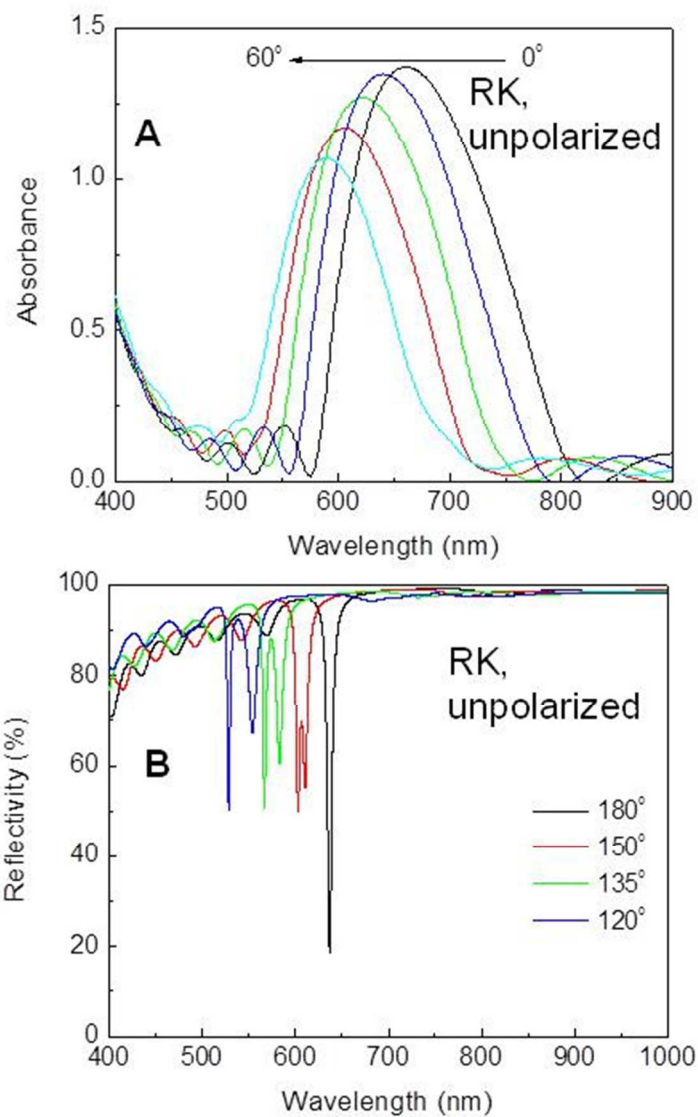 1.5
60° 0°
RK,
A
unpolarized
1.0
Absorbance
0.5
0.0
400 500 600 700 800 900
Wavelength (nm)
100
80
RK,
unpolarized
B
60
Reflectivity (%)
180°
40
150°
135°
20
120°
0
400 500 600 700 800 900 1000
Wavelength (nm)